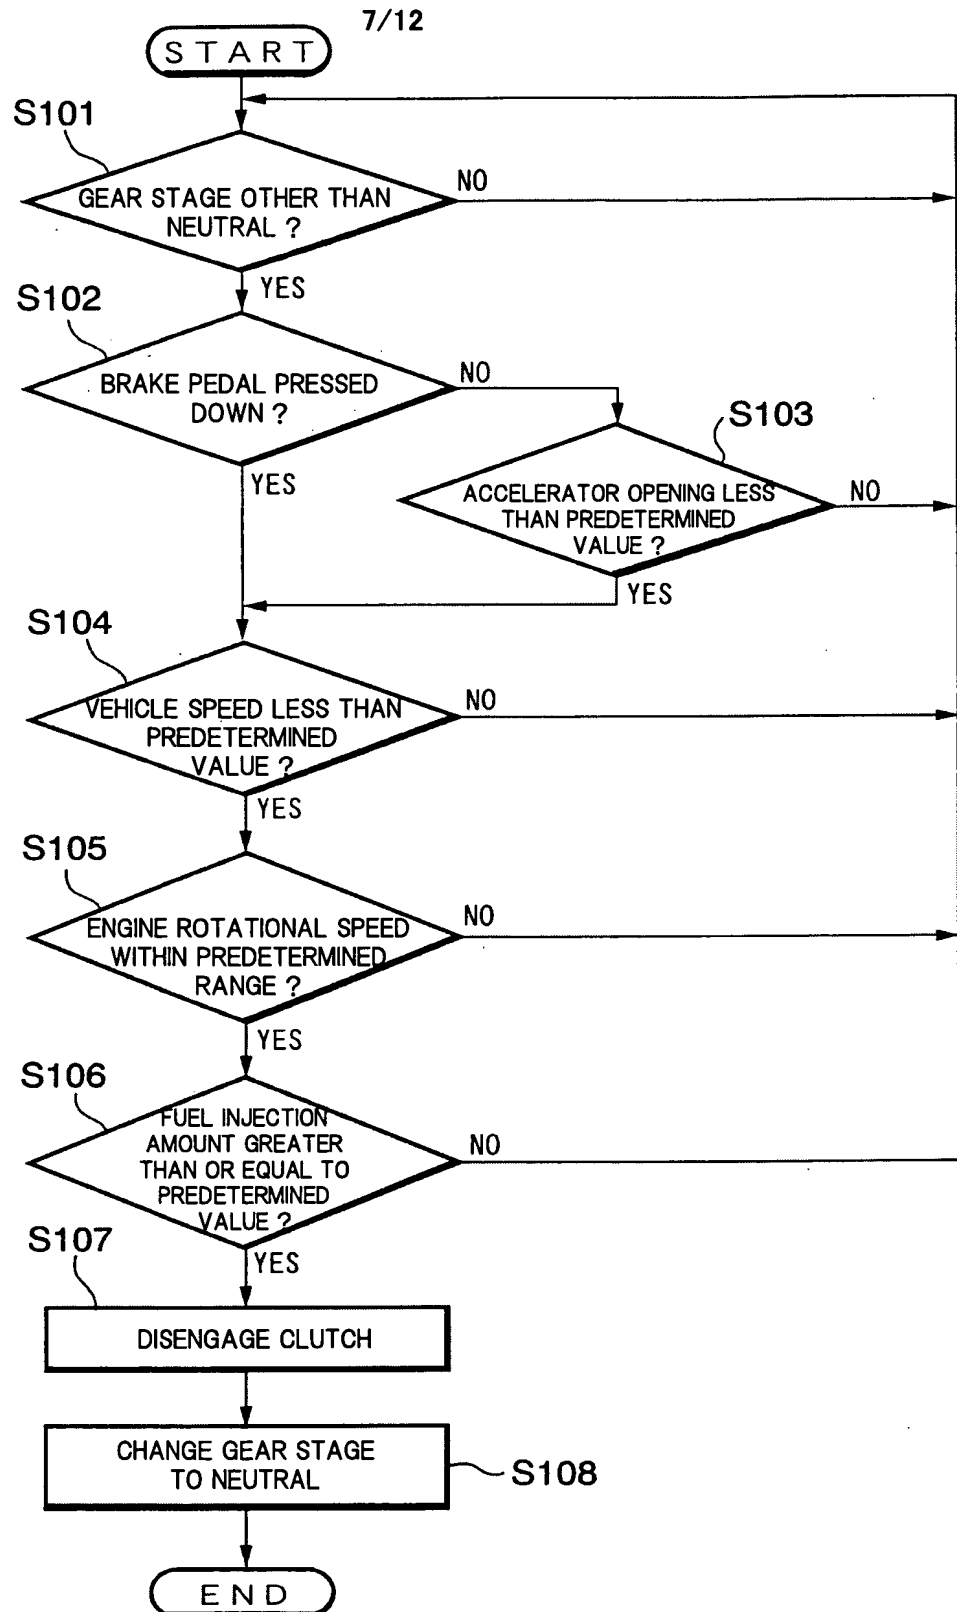 7/12
START
S101
GEAR STAGE OTHER THAN
NEUTRAL ?
NO
YES
S102
BRAKE PEDAL PRESSED
DOWN ?
NO
YES
S103
ACCELERATOR OPENING LESS
THAN PREDETERMINED
VALUE ?
NO
YES
S104
VEHICLE SPEED LESS THAN
PREDETERMINED
VALUE ?
NO
YES
S105
ENGINE ROTATIONAL SPEED
WITHIN PREDETERMINED
RANGE ?
NO
YES
S106
FUEL INJECTION
AMOUNT GREATER
THAN OR EQUAL TO
PREDETERMINED
VALUE ?
NO
YES
S107
DISENGAGE CLUTCH
CHANGE GEAR STAGE
TO NEUTRAL
S108
END